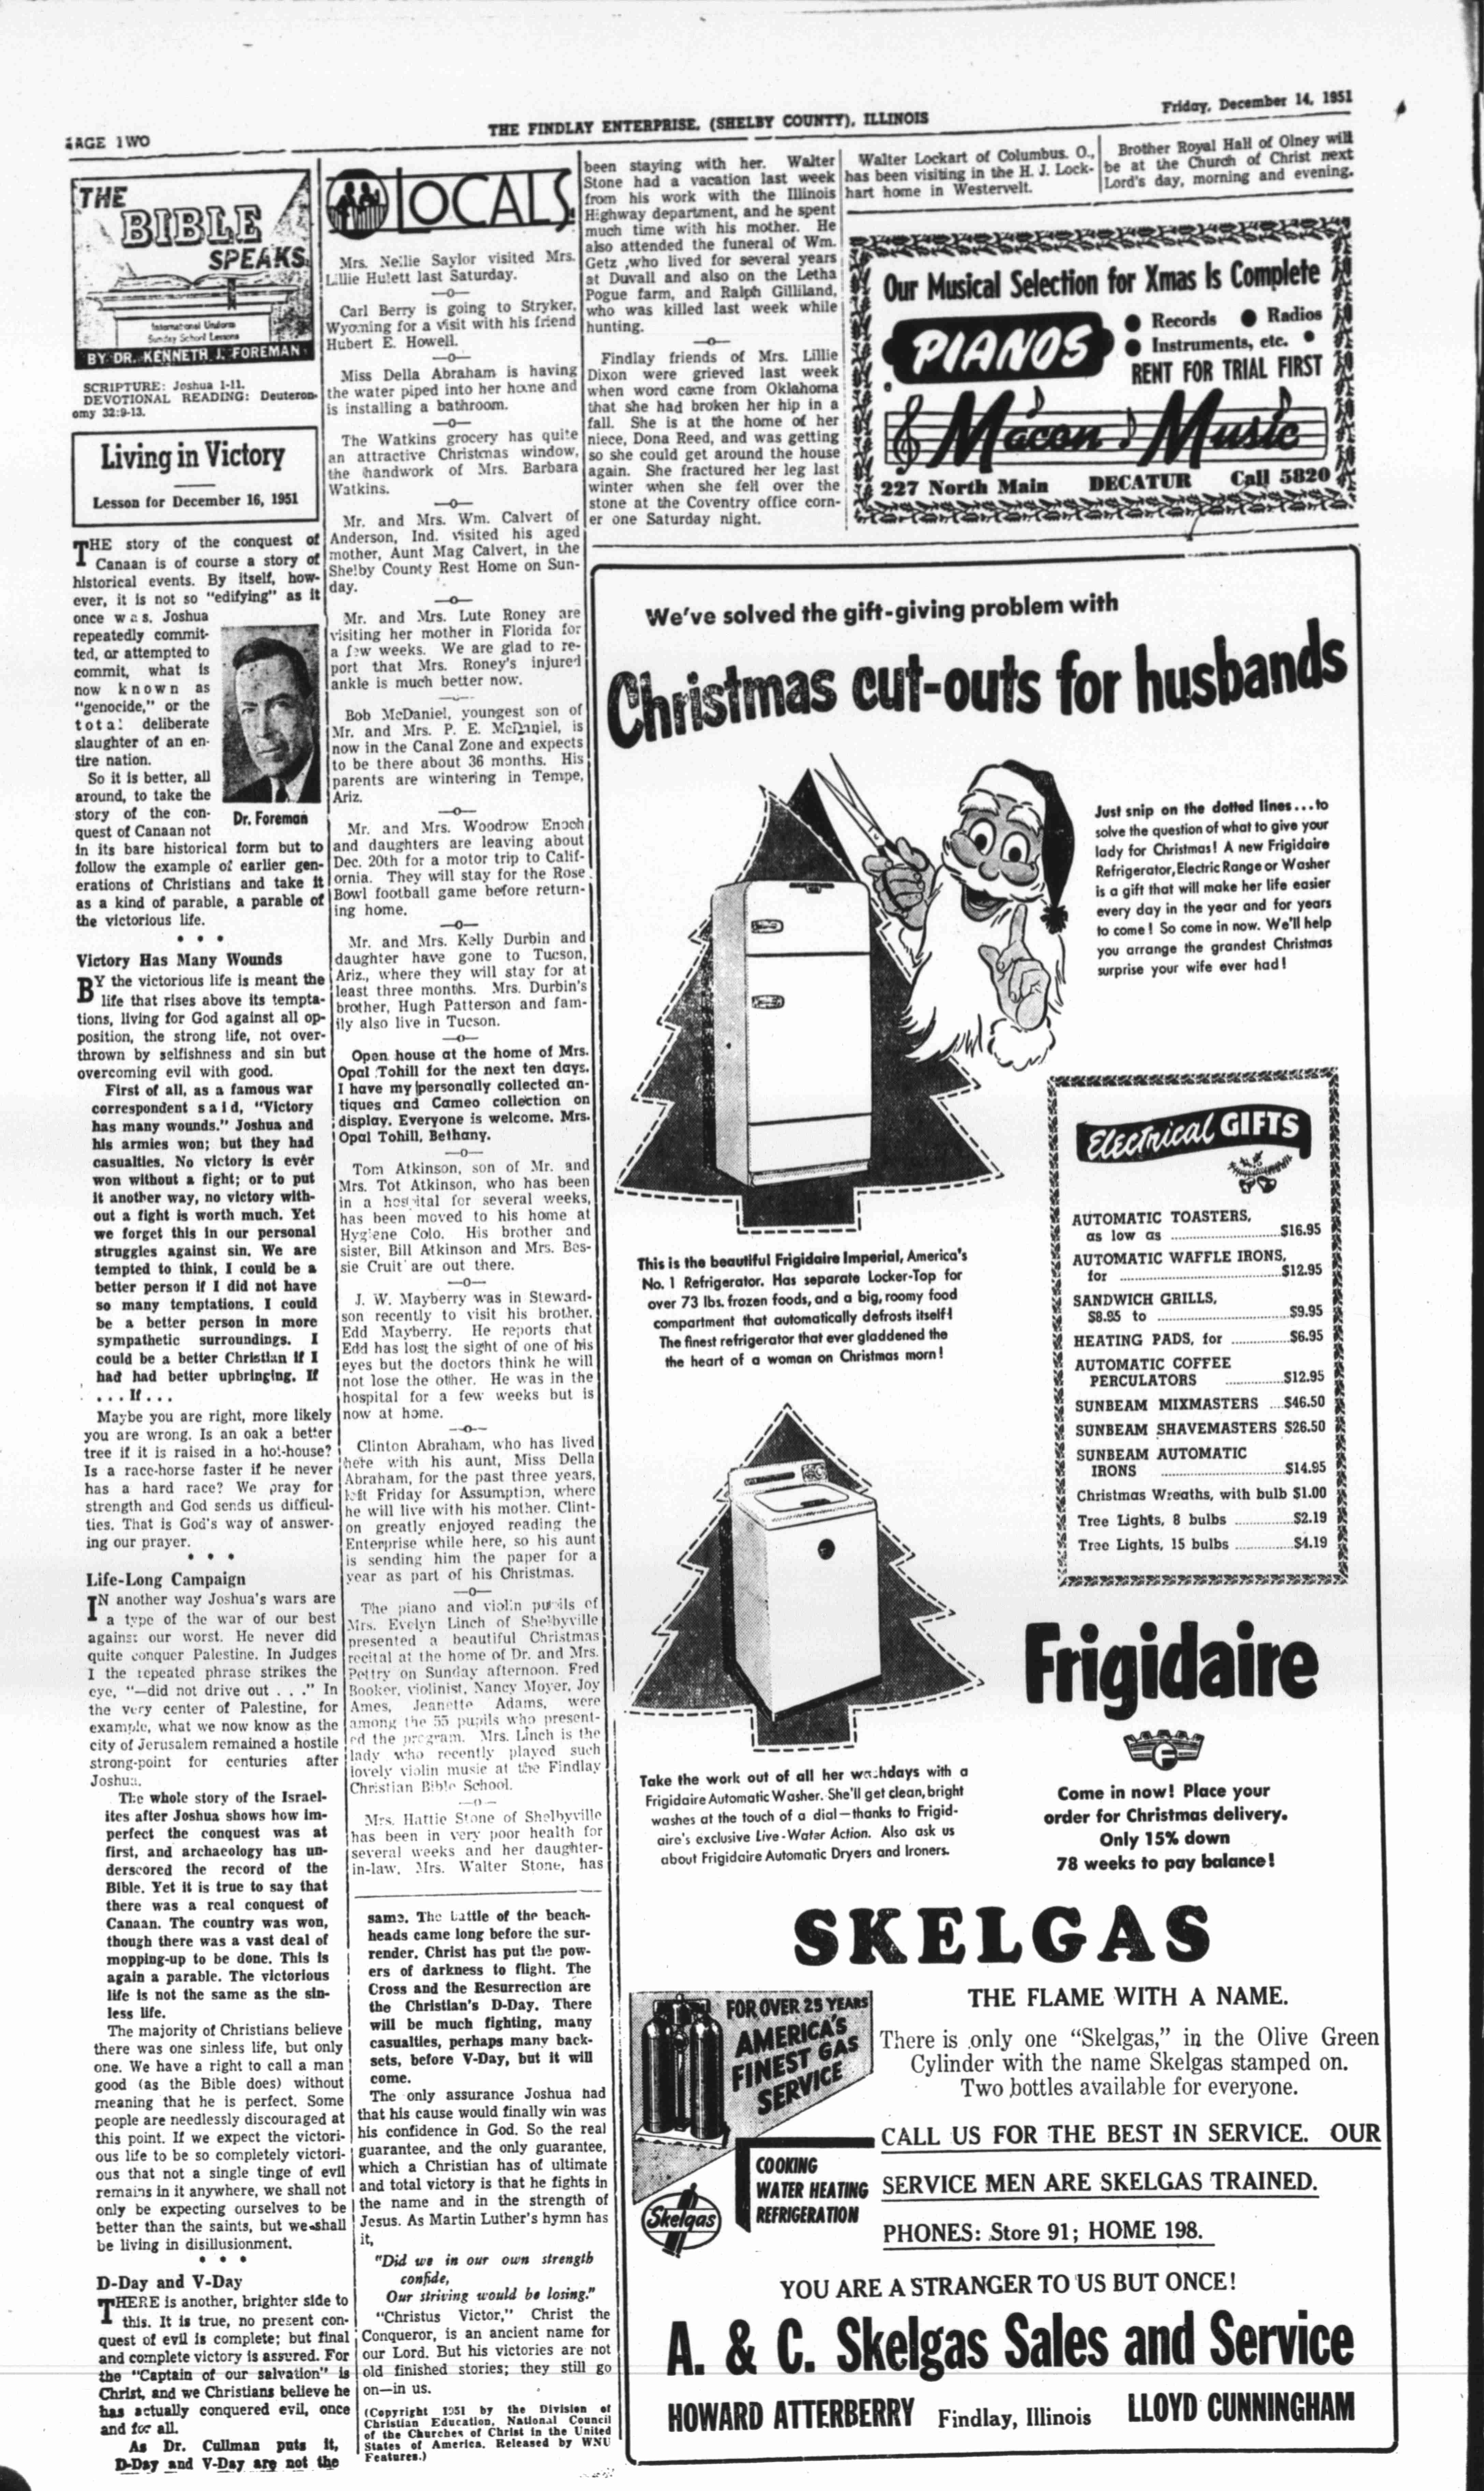 PAGE TWO
THE FINDLAY ENTERPRISE, (SHELBY COUNTY), ILLINOIS
Friday, December 14, 1951
THE
BIBLE
SPEAKS
International Uniform
Sunday School Lessons
BY DR. KENNETH J. FOREMAN
SCRIPTURE: Joshua 1-11.
DEVOTIONAL READING: Deuteron-
omy 32:9-13.
Living in Victory
Lesson for December 16, 1951
THE story of the conquest of
Canaan is of course a story of
historical events. By itself, how-
ever, it is not so "edifying" as it
once was. Joshua
repeatedly commit-
ted, or attempted to
commit, what is
now known as
"genocide," or the
total deliberate
slaughter of an en-
tire nation.
So it is better, all
around, to take the
story of the con-
quest of Canaan not
Dr. Foreman
in its bare historical form but to
follow the example of earlier gen-
erations of Christians and take it
as a kind of parable, a parable of
the victorious life.
• • •
Victory Has Many Wounds
BY the victorious life is meant the
life that rises above its tempta-
tions, living for God against all op-
position, the strong life, not over-
thrown by selfishness and sin but
overcoming evil with good.
First of all, as a famous war
correspondent said, "Victory
has many wounds." Joshua and
his armies won; but they had
casualties. No victory is ever
won without a fight; or to put
it another way, no victory with-
out a fight is worth much. Yet
we forget this in our personal
struggles against sin. We are
tempted to think, I could be a
better person if I did not have
so many temptations. I could
be a better person in more
sympathetic surroundings. I
could be a better Christian if I
had had better upbringing. If
. . . If . . .
Maybe you are right, more likely
you are wrong. Is an oak a better
tree if it is raised in a hot-house?
Is a race-horse faster if he never
has a hard race? We pray for
strength and God sends us difficul-
ties. That is God's way of answer-
ing our prayer.
• • •
Life-Long Campaign
IN another way Joshua's wars are
a type of the war of our best
against our worst. He never did
quite conquer Palestine. In Judges
I the repeated phrase strikes the
eye, "—did not drive out . . ." In
the very center of Palestine, for
example, what we now know as the
city of Jerusalem remained a hostile
strong-point for centuries after
Joshua.
The whole story of the Israel-
ites after Joshua shows how im-
perfect the conquest was at
first, and archaeology has un-
derscored the record of the
Bible. Yet it is true to say that
there was a real conquest of
Canaan. The country was won,
though there was a vast deal of
mopping-up to be done. This is
again a parable. The victorious
life is not the same as the sin-
less life.
The majority of Christians believe
there was one sinless life, but only
one. We have a right to call a man
good (as the Bible does) without
meaning that he is perfect. Some
people are needlessly discouraged at
this point. If we expect the victori-
ous life to be so completely victori-
ous that not a single tinge of evil
remains in it anywhere, we shall not
only be expecting ourselves to be
better than the saints, but we shall
be living in disillusionment.
• • •
D-Day and V-Day
THERE is another, brighter side to
this. It is true, no present con-
quest of evil is complete; but final
and complete victory is assured. For
the "Captain of our salvation" is
Christ, and we Christians believe he
has actually conquered evil, once
and for all.
As Dr. Cullman puts it,
D-Day and V-Day are not the
LOCALS
Mrs. Nellie Saylor visited Mrs.
Lillie Hulett last Saturday.
—o—
Carl Berry is going to Stryker,
Wyoming for a visit with his friend
Hubert E. Howell.
—o—
Miss Della Abraham is having
the water piped into her home and
is installing a bathroom.
—o—
The Watkins grocery has quite
an attractive Christmas window,
the handwork of Mrs. Barbara
Watkins.
—o—
Mr. and Mrs. Wm. Calvert of
Anderson, Ind. visited his aged
mother, Aunt Mag Calvert, in the
Shelby County Rest Home on Sun-
day.
—o—
Mr. and Mrs. Lute Roney are
visiting her mother in Florida for
a few weeks. We are glad to re-
port that Mrs. Roney's injured
ankle is much better now.
—o—
Bob McDaniel, youngest son of
Mr. and Mrs. P. E. McDaniel, is
now in the Canal Zone and expects
to be there about 36 months. His
parents are wintering in Tempe,
Ariz.
—o—
Mr. and Mrs. Woodrow Enoch
and daughters are leaving about
Dec. 20th for a motor trip to Calif-
ornia. They will stay for the Rose
Bowl football game before return-
ing home.
—o—
Mr. and Mrs. Kelly Durbin and
daughter have gone to Tucson,
Ariz., where they will stay for at
least three months. Mrs. Durbin's
brother, Hugh Patterson and fam-
ily also live in Tucson.
—o—
Open house at the home of Mrs.
Opal Tohill for the next ten days.
I have my personally collected an-
tiques and Cameo collection on
display. Everyone is welcome. Mrs.
Opal Tohill, Bethany.
—o—
Tom Atkinson, son of Mr. and
Mrs. Tot Atkinson, who has been
in a hospital for several weeks,
has been moved to his home at
Hygiene Colo. His brother and
sister, Bill Atkinson and Mrs. Bes-
sie Cruit are out there.
—o—
J. W. Mayberry was in Steward-
son recently to visit his brother,
Edd Mayberry. He reports that
Edd has lost the sight of one of his
eyes but the doctors think he will
not lose the other. He was in the
hospital for a few weeks but is
now at home.
—o—
Clinton Abraham, who has lived
here with his aunt, Miss Della
Abraham, for the past three years,
left Friday for Assumption, where
he will live with his mother. Clint-
on greatly enjoyed reading the
Enterprise while here, so his aunt
is sending him the paper for a
year as part of his Christmas.
—o—
The piano and violin pupils of
Mrs. Evelyn Linch of Shelbyville
presented a beautiful Christmas
recital at the home of Dr. and Mrs.
Pettry on Sunday afternoon. Fred
Booker, violinist, Nancy Moyer, Joy
Ames, Jeanette Adams, were
among the 55 pupils who present-
ed the program. Mrs. Linch is the
lady who recently played such
lovely violin music at the Findlay
Christian Bible School.
—o—
Mrs. Hattie Stone of Shelbyville
has been in very poor health for
several weeks and her daughter-
in-law, Mrs. Walter Stone, has
same. The battle of the beach-
heads came long before the sur-
render. Christ has put the pow-
ers of darkness to flight. The
Cross and the Resurrection are
the Christian's D-Day. There
will be much fighting, many
casualties, perhaps many back-
sets, before V-Day, but it will
come.
The only assurance Joshua had
that his cause would finally win was
his confidence in God. So the real
guarantee, and the only guarantee,
which a Christian has of ultimate
and total victory is that he fights in
the name and in the strength of
Jesus. As Martin Luther's hymn has
it,
"Did we in our own strength
confide,
Our striving would be losing."
"Christus Victor," Christ the
Conqueror, is an ancient name for
our Lord. But his victories are not
old finished stories; they still go
on—in us.
(Copyright 1951 by the Division of
Christian Education, National Council
of the Churches of Christ in the United
States of America. Released by WNU
Features.)
been staying with her. Walter
Stone had a vacation last week
from his work with the Illinois
Highway department, and he spent
much time with his mother. He
also attended the funeral of Wm.
Getz ,who lived for several years
at Duvall and also on the Letha
Pogue farm, and Ralph Gilliland,
who was killed last week while
hunting.
—o—
Findlay friends of Mrs. Lillie
Dixon were grieved last week
when word came from Oklahoma
that she had broken her hip in a
fall. She is at the home of her
niece, Dona Reed, and was getting
so she could get around the house
again. She fractured her leg last
winter when she fell over the
stone at the Coventry office corn-
er one Saturday night.
Walter Lockart of Columbus. O.,
has been visiting in the H. J. Lock-
hart home in Westervelt.
Brother Royal Hall of Olney will
be at the Church of Christ next
Lord's day, morning and evening.
Our Musical Selection for Xmas Is Complete
PIANOS
• Records • Radios
• Instruments, etc. •
RENT FOR TRIAL FIRST
Macon Music
227 North Main DECATUR Call 5820
We've solved the gift-giving problem with
Christmas cut-outs for husbands
Just snip on the dotted lines...to
solve the question of what to give your
lady for Christmas! A new Frigidaire
Refrigerator, Electric Range or Washer
is a gift that will make her life easier
every day in the year and for years
to come! So come in now. We'll help
you arrange the grandest Christmas
surprise your wife ever had!
This is the beautiful Frigidaire Imperial, America's
No. 1 Refrigerator. Has separate Locker-Top for
over 73 lbs. frozen foods, and a big, roomy food
compartment that automatically defrosts itself!
The finest refrigerator that ever gladdened the
the heart of a woman on Christmas morn!
Electrical GIFTS
AUTOMATIC TOASTERS,
as low as $16.95
AUTOMATIC WAFFLE IRONS,
for $12.95
SANDWICH GRILLS,
$8.95 to $9.95
HEATING PADS, for $6.95
AUTOMATIC COFFEE
PERCULATORS $12.95
SUNBEAM MIXMASTERS $46.50
SUNBEAM SHAVEMASTERS $26.50
SUNBEAM AUTOMATIC
IRONS $14.95
Christmas Wreaths, with bulb $1.00
Tree Lights, 8 bulbs $2.19
Tree Lights, 15 bulbs $4.19
Take the work out of all her washdays with a
Frigidaire Automatic Washer. She'll get clean, bright
washes at the touch of a dial—thanks to Frigid-
aire's exclusive Live-Water Action. Also ask us
about Frigidaire Automatic Dryers and Ironers.
Frigidaire
F
Come in now! Place your
order for Christmas delivery.
Only 15% down
78 weeks to pay balance!
SKELGAS
FOR OVER 25 YEARS
AMERICA'S
FINEST GAS
SERVICE
COOKING
WATER HEATING
REFRIGERATION
Skelgas
THE FLAME WITH A NAME.
There is only one "Skelgas," in the Olive Green
Cylinder with the name Skelgas stamped on.
Two bottles available for everyone.
CALL US FOR THE BEST IN SERVICE. OUR
SERVICE MEN ARE SKELGAS TRAINED.
PHONES: Store 91; HOME 198.
YOU ARE A STRANGER TO US BUT ONCE!
A. & C. Skelgas Sales and Service
HOWARD ATTERBERRY Findlay, Illinois LLOYD CUNNINGHAM